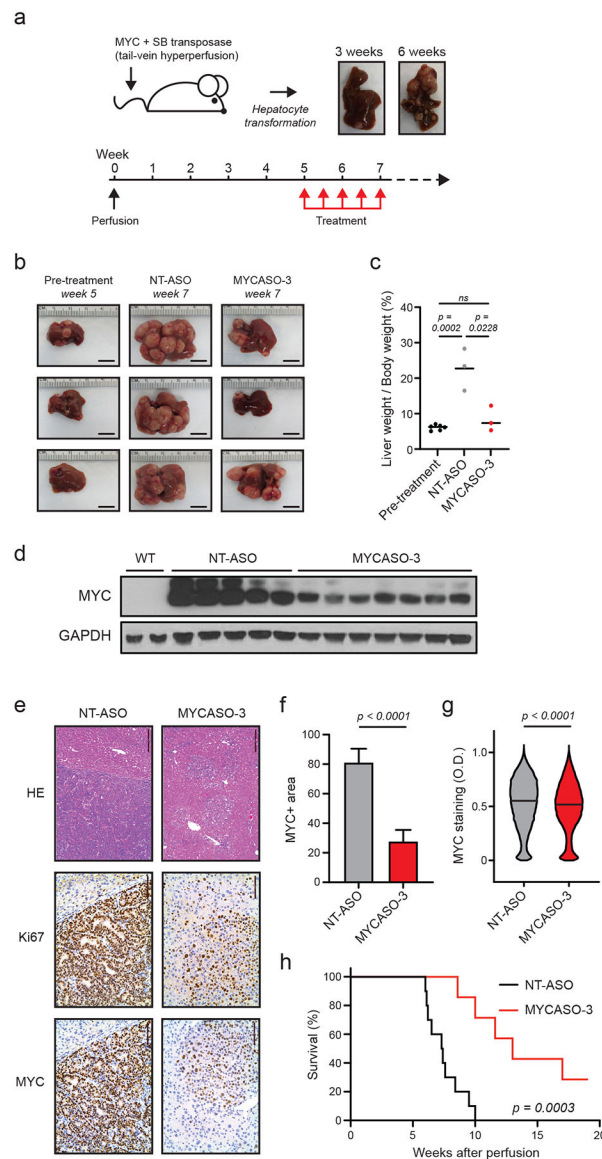 a
MYC + SB transposase
(tail-vein hyperperfusion)
Hepatocyte
transformation
3 weeks 6 weeks
Week
0 1 2 3 4 5 6 7
Perfusion
Treatment
b
Pre-treatment
week 5
NT-ASO
week 7
MYCASO-3
week 7
c
Liver weight / Body weight (%)
40
30
20
10
0
ns
p =
0.0002
p =
0.0228
Pre-treatment
NT-ASO
MYCASO-3
d
WT NT-ASO MYCASO-3
MYC
GAPDH
e
NT-ASO MYCASO-3
HE
Ki67
MYC
f
p < 0.0001
MYC+ area
100
80
60
40
20
0
NT-ASO
MYCASO-3
g
p < 0.0001
MYC staining (O.D.)
1.0
0.5
0
NT-ASO
MYCASO-3
h
Survival (%)
100
80
60
40
20
0
NT-ASO
MYCASO-3
p = 0.0003
0 5 10 15 20
Weeks after perfusion